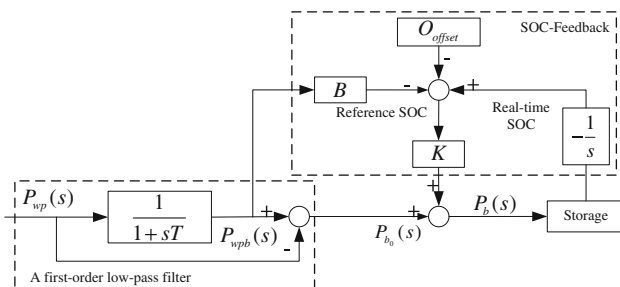 O_offset
SOC-Feedback
-
-
+
B
Reference SOC
Real-time
SOC
-1/s
K
P_wp(s)
+
1/(1+sT)
+
P_wpb(s)
-
+
P_b0(s)
P_b(s)
Storage
A first-order low-pass filter